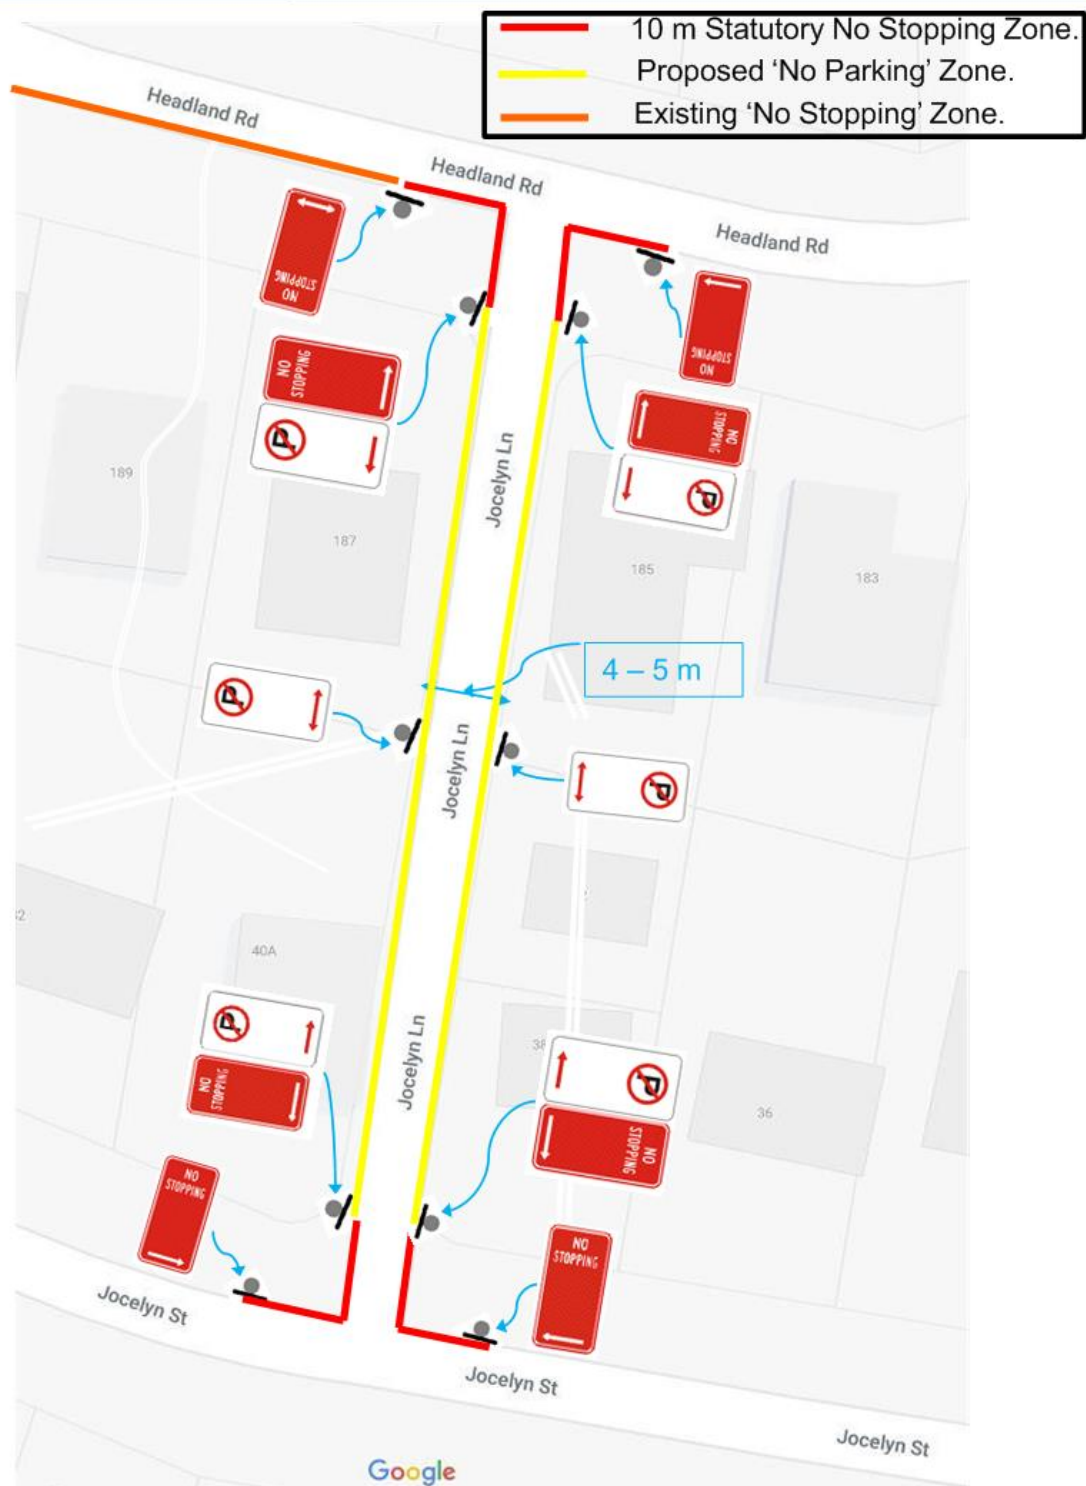 10 m Statutory No Stopping Zone.
Proposed ‘No Parking’ Zone.
Existing ‘No Stopping’ Zone.
Headland Rd
Headland Rd
Headland Rd
NO
STOPPING
NO
STOPPING
NO
STOPPING
P
NO
STOPPING
P
Jocelyn Ln
189
187
185
183
4 – 5 m
P
Jocelyn Ln
P
40A
P
NO
STOPPING
Jocelyn Ln
P
NO
STOPPING
36
NO
STOPPING
NO
STOPPING
Jocelyn St
Jocelyn St
Jocelyn St
Google